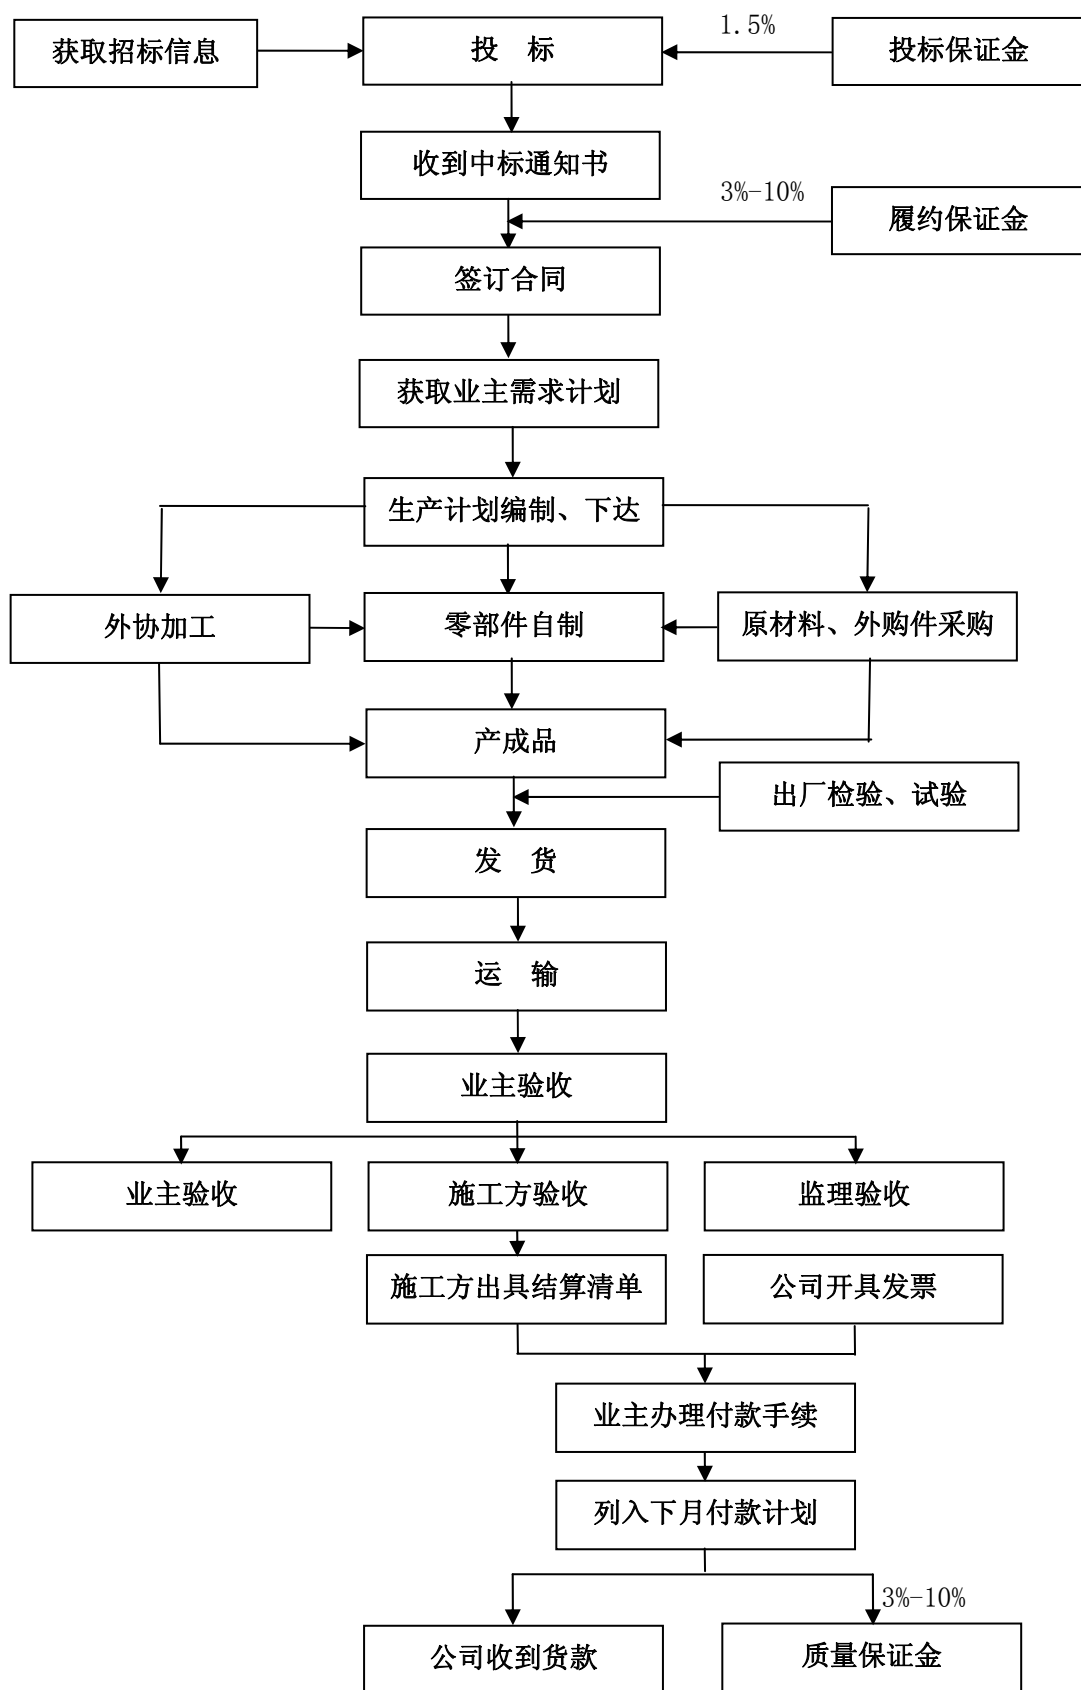 获取招标信息
投 标
1.5%
投标保证金
收到中标通知书
3%-10%
履约保证金
签订合同
获取业主需求计划
生产计划编制、下达
外协加工
零部件自制
原材料、外购件采购
产成品
出厂检验、试验
发 货
运 输
业主验收
业主验收
施工方验收
监理验收
施工方出具结算清单
公司开具发票
业主办理付款手续
列入下月付款计划
3%-10%
公司收到货款
质量保证金